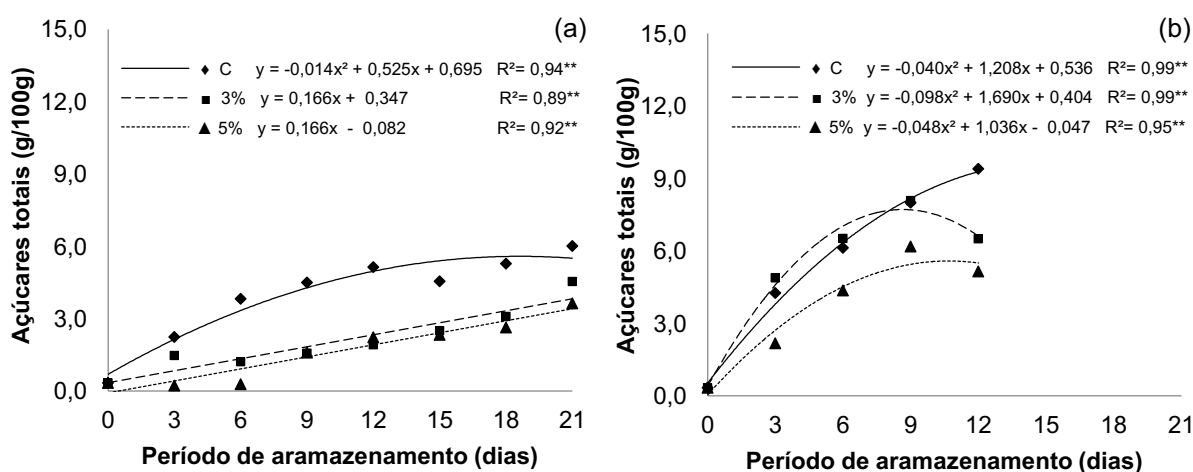 (a)
15,0
C y = -0,014x² + 0,525x + 0,695 R²= 0,94**
3% y = 0,166x + 0,347 R²= 0,89**
5% y = 0,166x - 0,082 R²= 0,92**
12,0
9,0
6,0
3,0
0,0
Açúcares totais (g/100g)
0 3 6 9 12 15 18 21
Período de aramazenamento (dias)
(b)
15,0
C y = -0,040x² + 1,208x + 0,536 R²= 0,99**
3% y = -0,098x² + 1,690x + 0,404 R²= 0,99**
5% y = -0,048x² + 1,036x - 0,047 R²= 0,95**
12,0
9,0
6,0
3,0
0,0
Açúcares totais (g/100g)
0 3 6 9 12 15 18 21
Período de aramazenamento (dias)